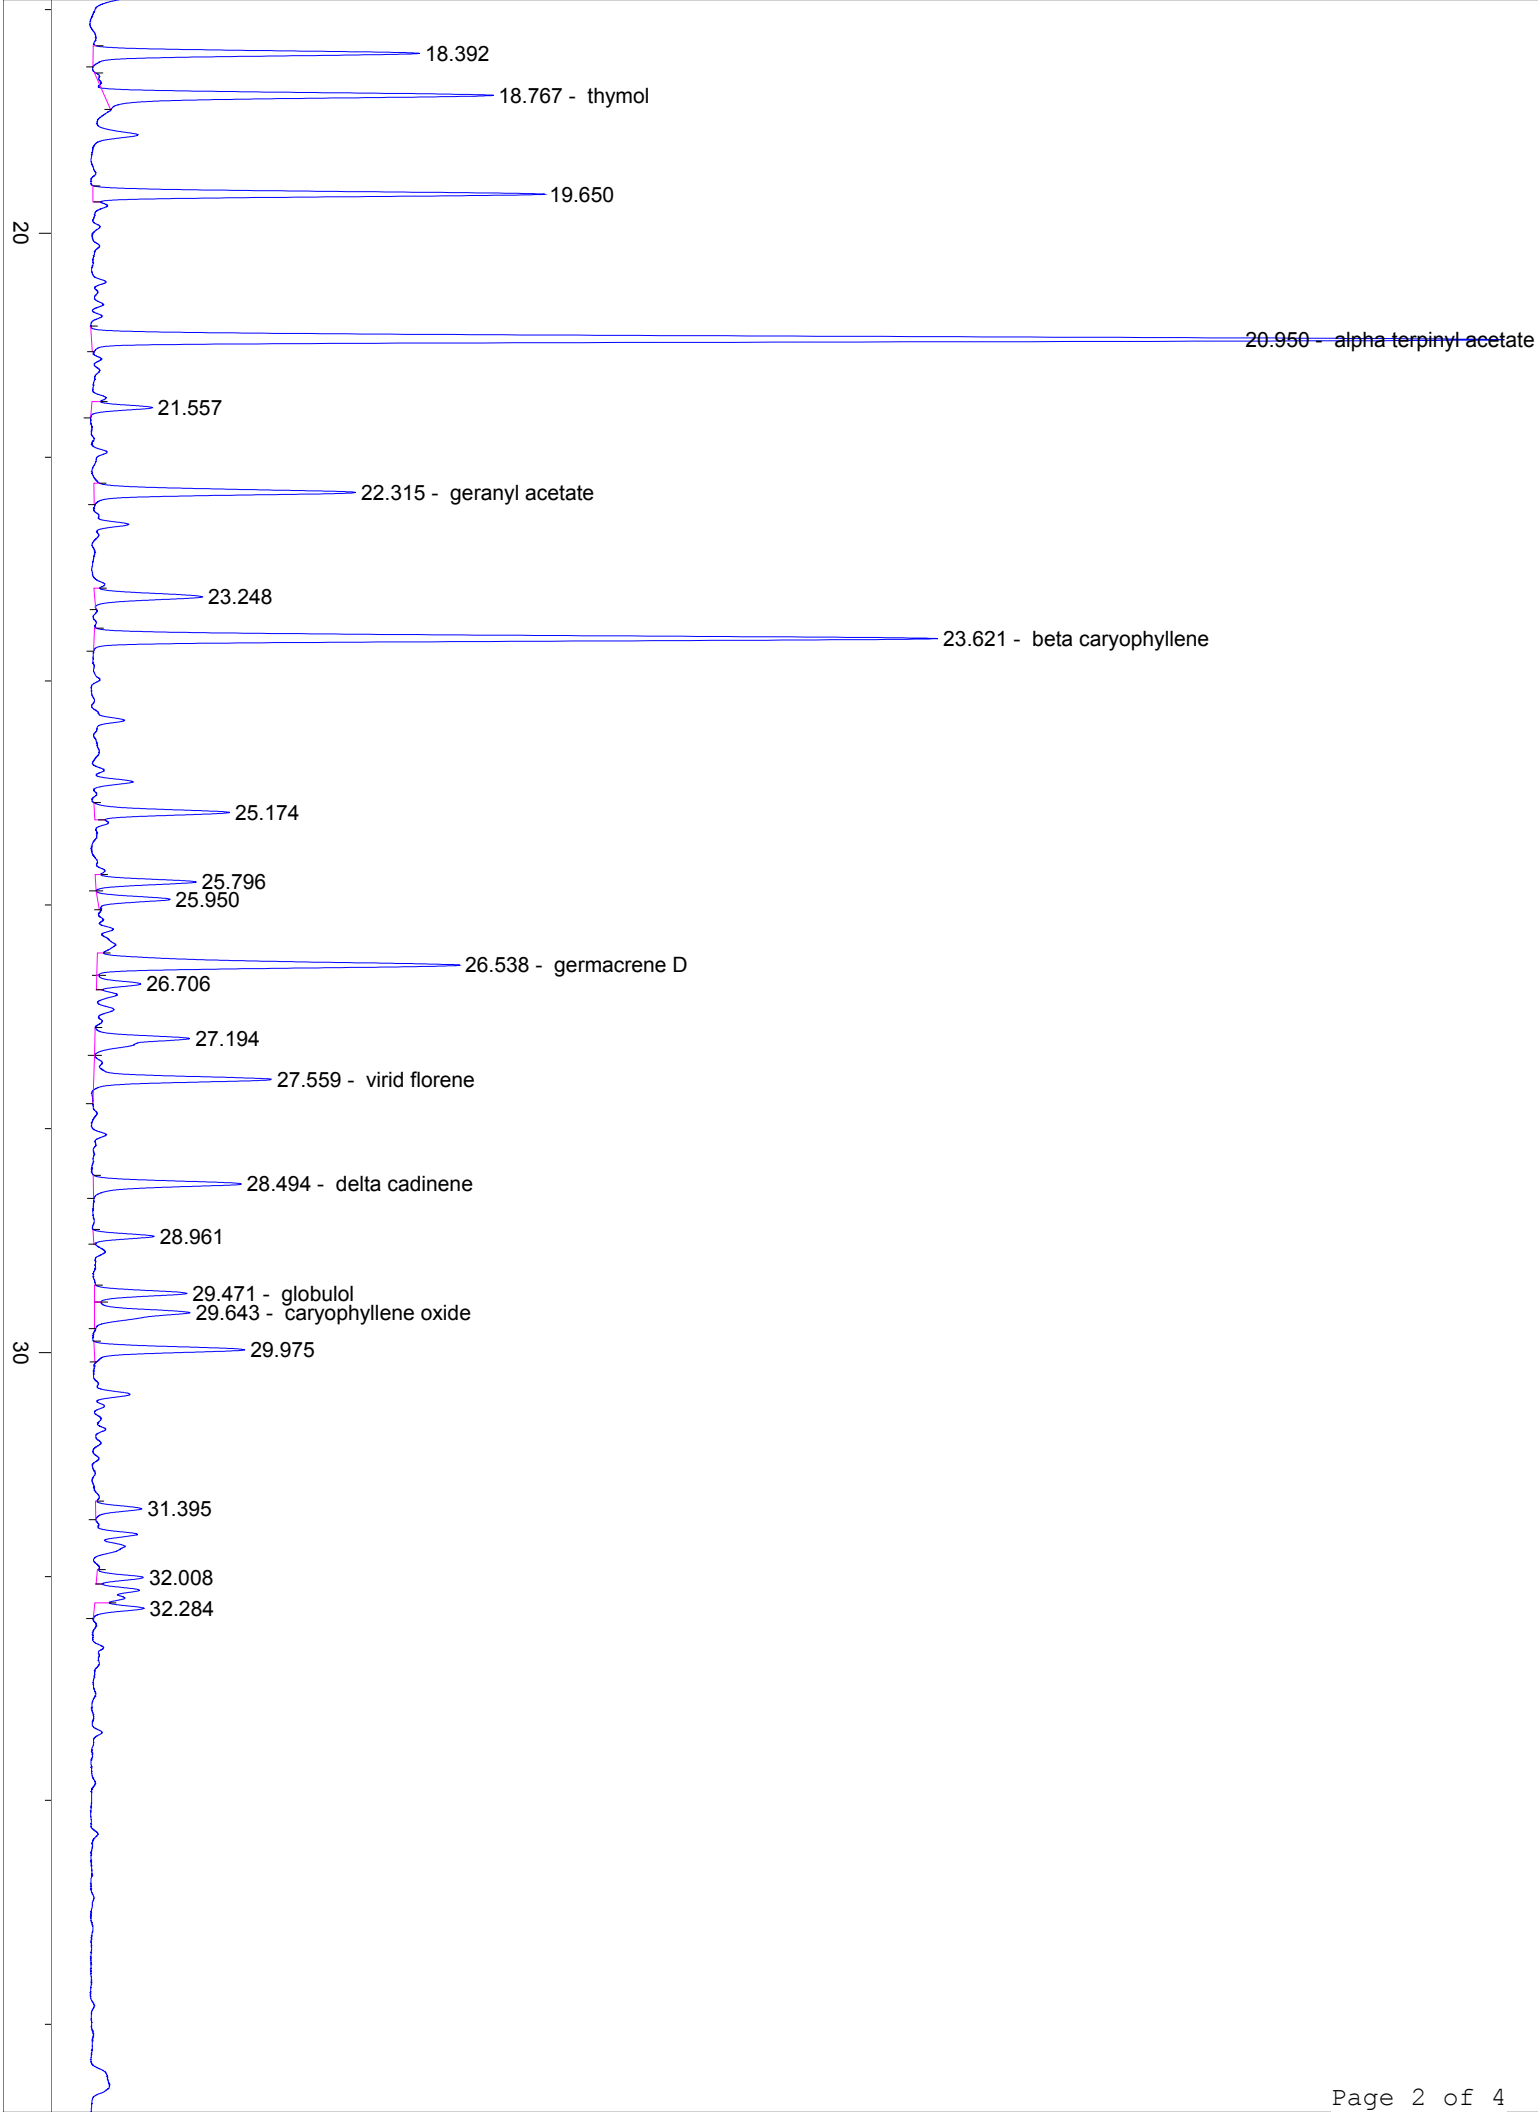 18.392
18.767 - thymol
19.650
20
20.950 - alpha terpinyl acetate
21.557
22.315 - geranyl acetate
23.248
23.621 - beta caryophyllene
25.174
25.796
25.950
26.538 - germacrene D
26.706
27.194
27.559 - virid florene
28.494 - delta cadinene
28.961
29.471 - globulol
29.643 - caryophyllene oxide
29.975
30
31.395
32.008
32.284
Page 2 of 4